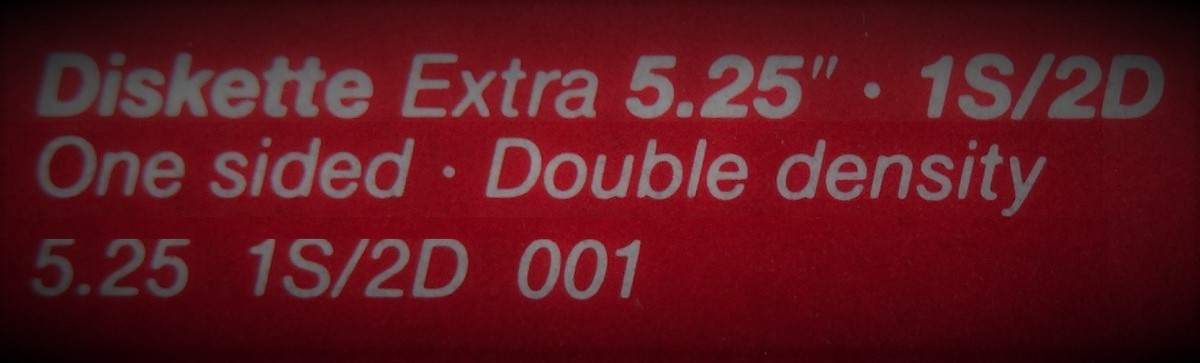 Diskette Extra 5.25" · 1S/2D
One sided · Double density
5.25 1S/2D 001